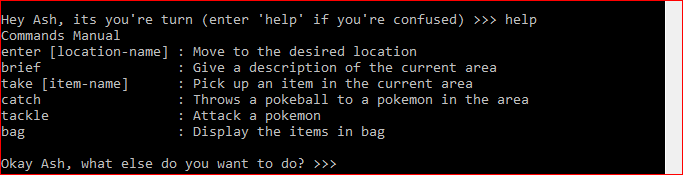 Hey Ash, its you're turn (enter 'help' if you're confused) >>> help
Commands Manual
enter [location-name] : Move to the desired location
brief : Give a description of the current area
take [item-name] : Pick up an item in the current area
catch : Throws a pokeball to a pokemon in the area
tackle : Attack a pokemon
bag : Display the items in bag
Okay Ash, what else do you want to do? >>>